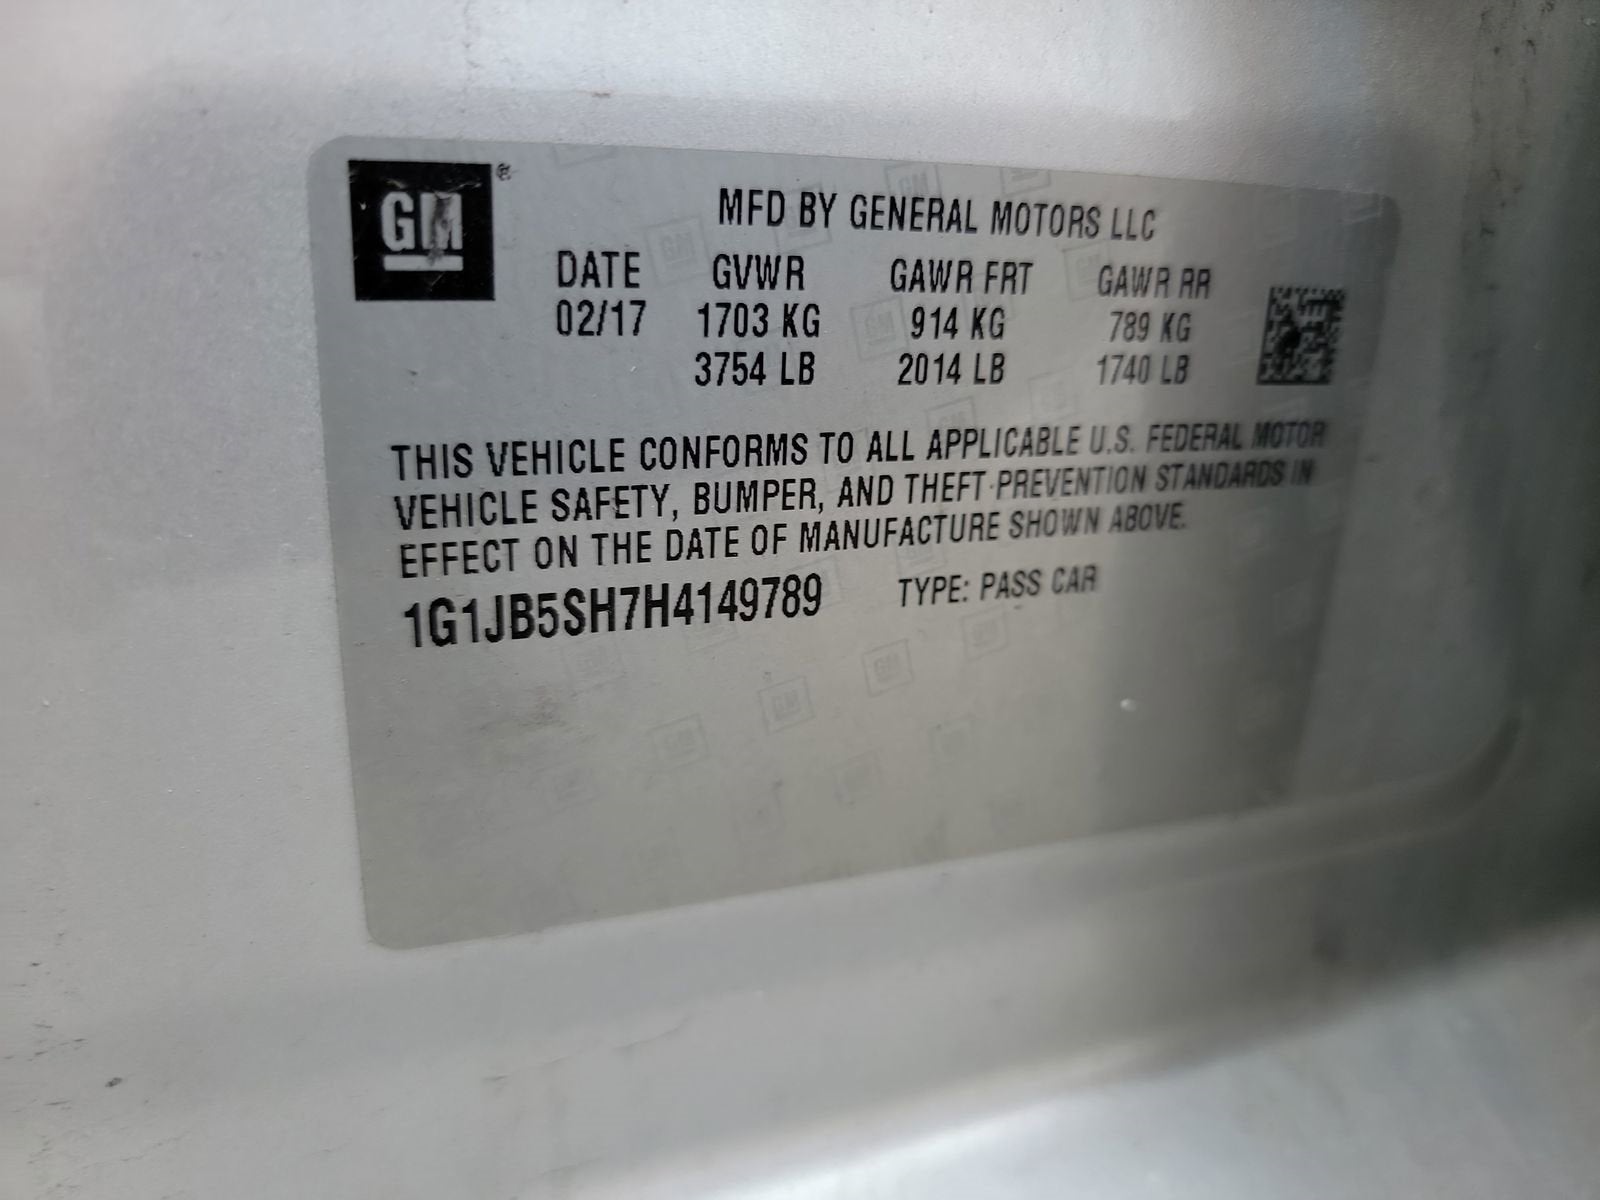 GM®
MFD BY GENERAL MOTORS LLC
DATE GVWR GAWR FRT GAWR RR
02/17 1703 KG 914 KG 789 KG
3754 LB 2014 LB 1740 LB
THIS VEHICLE CONFORMS TO ALL APPLICABLE U.S. FEDERAL MOTOR
VEHICLE SAFETY, BUMPER, AND THEFT PREVENTION STANDARDS IN
EFFECT ON THE DATE OF MANUFACTURE SHOWN ABOVE.
1G1JB5SH7H4149789 TYPE: PASS CAR